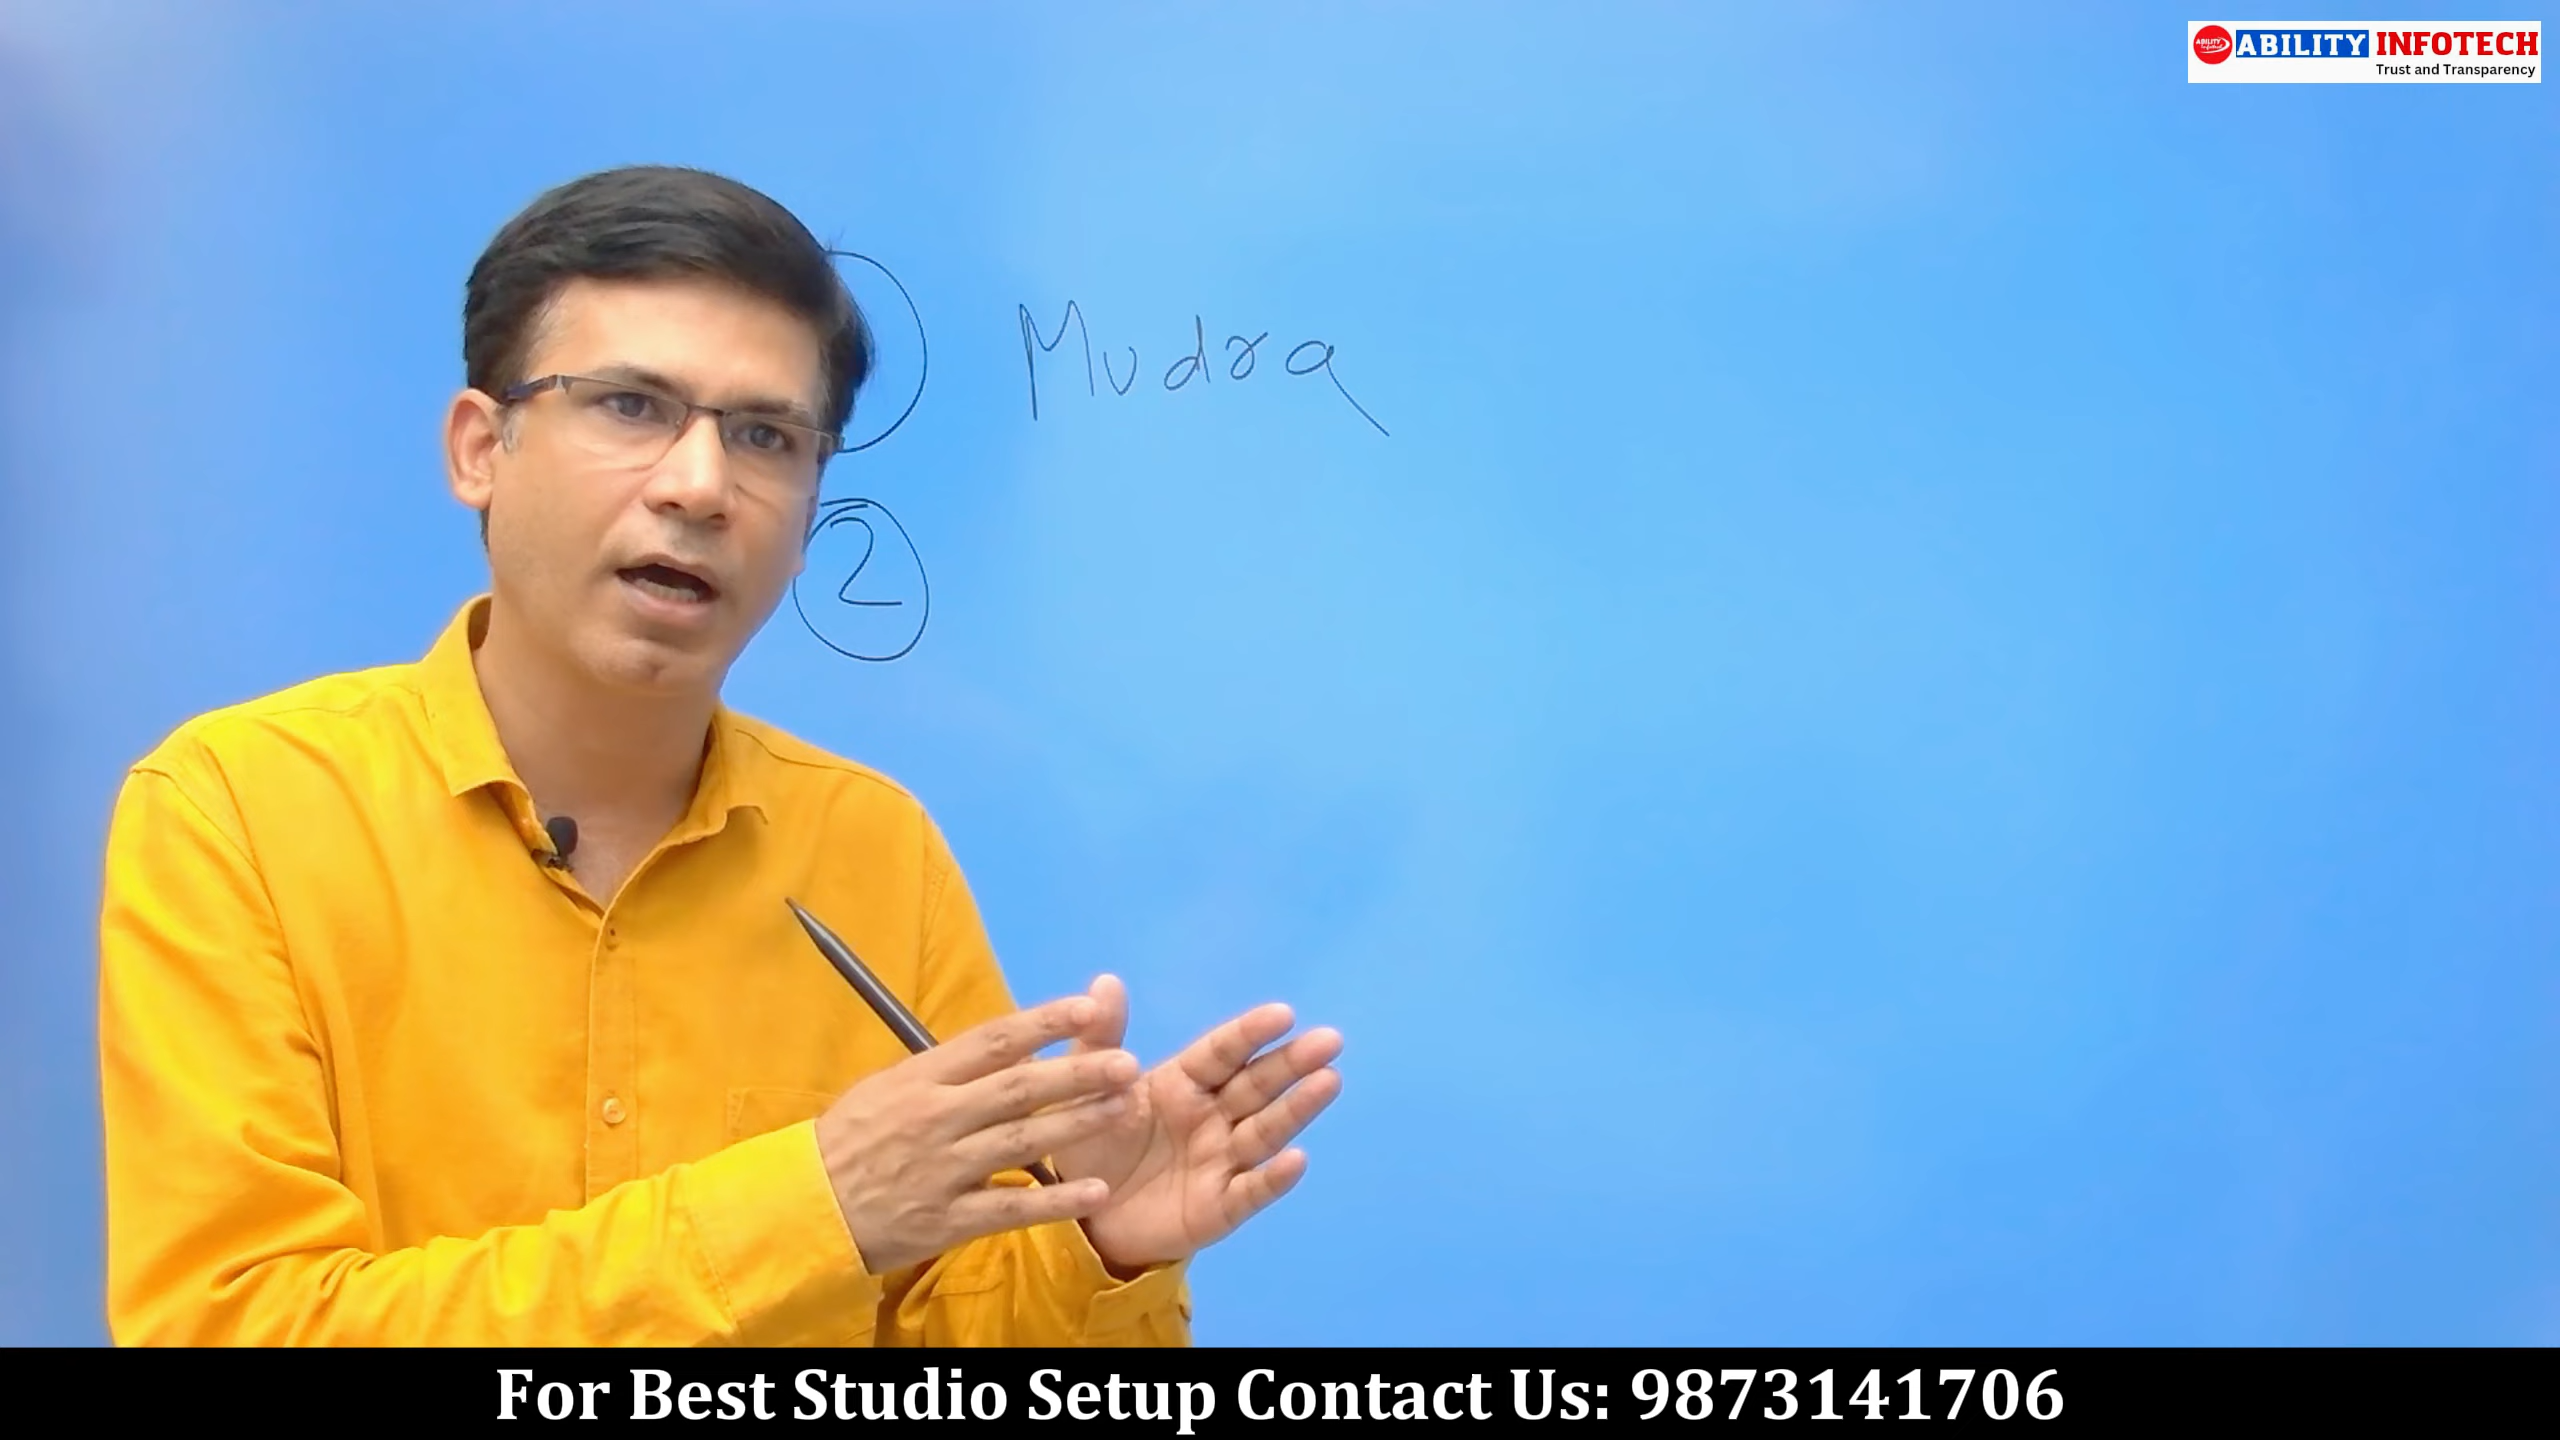 ABILITY INFOTECH
Trust and Transparency
Mudra
2
For Best Studio Setup Contact Us: 9873141706